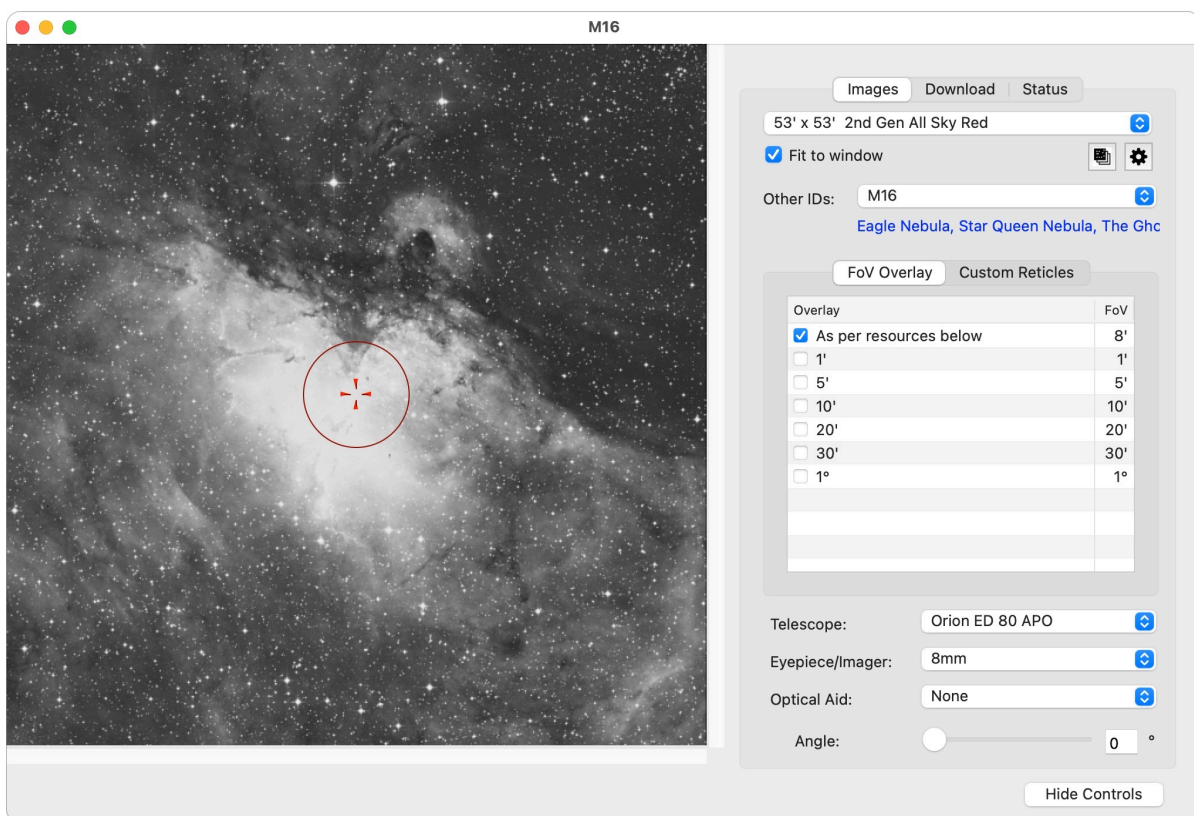 M16
Images Download Status
53' x 53' 2nd Gen All Sky Red
Fit to window
Other IDs: M16
Eagle Nebula, Star Queen Nebula, The Gho
FoV Overlay Custom Reticles
Overlay FoV
As per resources below 8'
1' 1'
5' 5'
10' 10'
20' 20'
30' 30'
1° 1°
Telescope: Orion ED 80 APO
Eyepiece/Imager: 8mm
Optical Aid: None
Angle: 0 °
Hide Controls